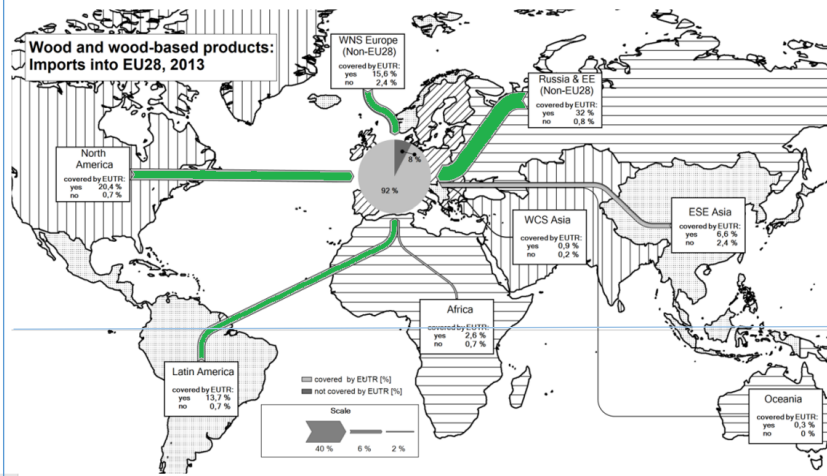 Wood and wood-based products:
Imports into EU28, 2013
WNS Europe
(Non-EU28)
covered by EUTR:
yes 15,6 %
no 2,4 %
Russia & EE
(Non-EU28)
covered by EUTR:
yes 32 %
no 0,8 %
North
America
covered by EUTR:
yes 20,4 %
no 0,7 %
8 %
92 %
WCS Asia
covered by EUTR:
yes 0,9 %
no 0,2 %
ESE Asia
covered by EUTR:
yes 6,6 %
no 2,4 %
Africa
covered by EUTR:
yes 2,6 %
no 0,7 %
Latin America
covered by EUTR:
yes 13,7 %
no 0,7 %
covered by EUTR [%]
not covered by EUTR [%]
Scale
40 % 6 % 2 %
Oceania
covered by EUTR:
yes 0,3 %
no 0 %